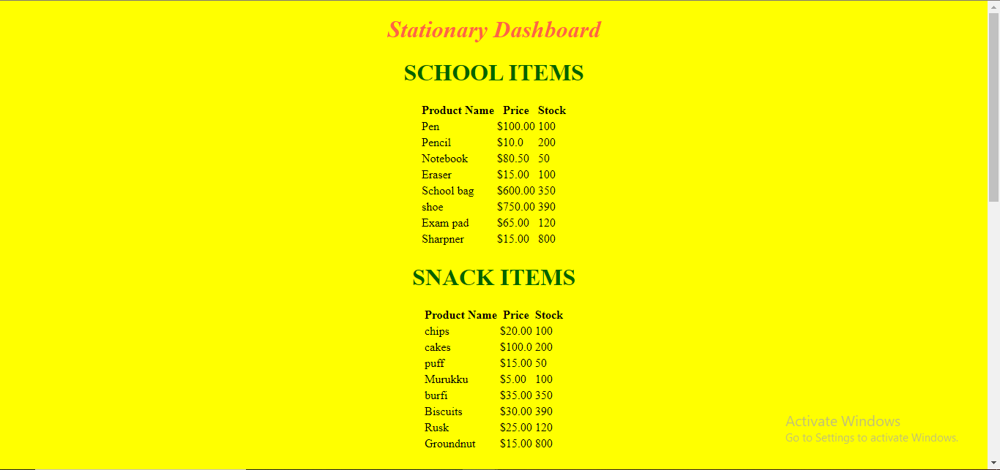 Stationary Dashboard
SCHOOL ITEMS
Product Name Price Stock
Pen $100.00 100
Pencil $10.0 200
Notebook $80.50 50
Eraser $15.00 100
School bag $600.00 350
shoe $750.00 390
Exam pad $65.00 120
Sharpner $15.00 800
SNACK ITEMS
Product Name Price Stock
chips $20.00 100
cakes $100.0 200
puff $15.00 50
Murukku $5.00 100
burfi $35.00 350
Biscuits $30.00 390
Rusk $25.00 120
Groundnut $15.00 800
Activate Windows
Go to Settings to activate Windows.